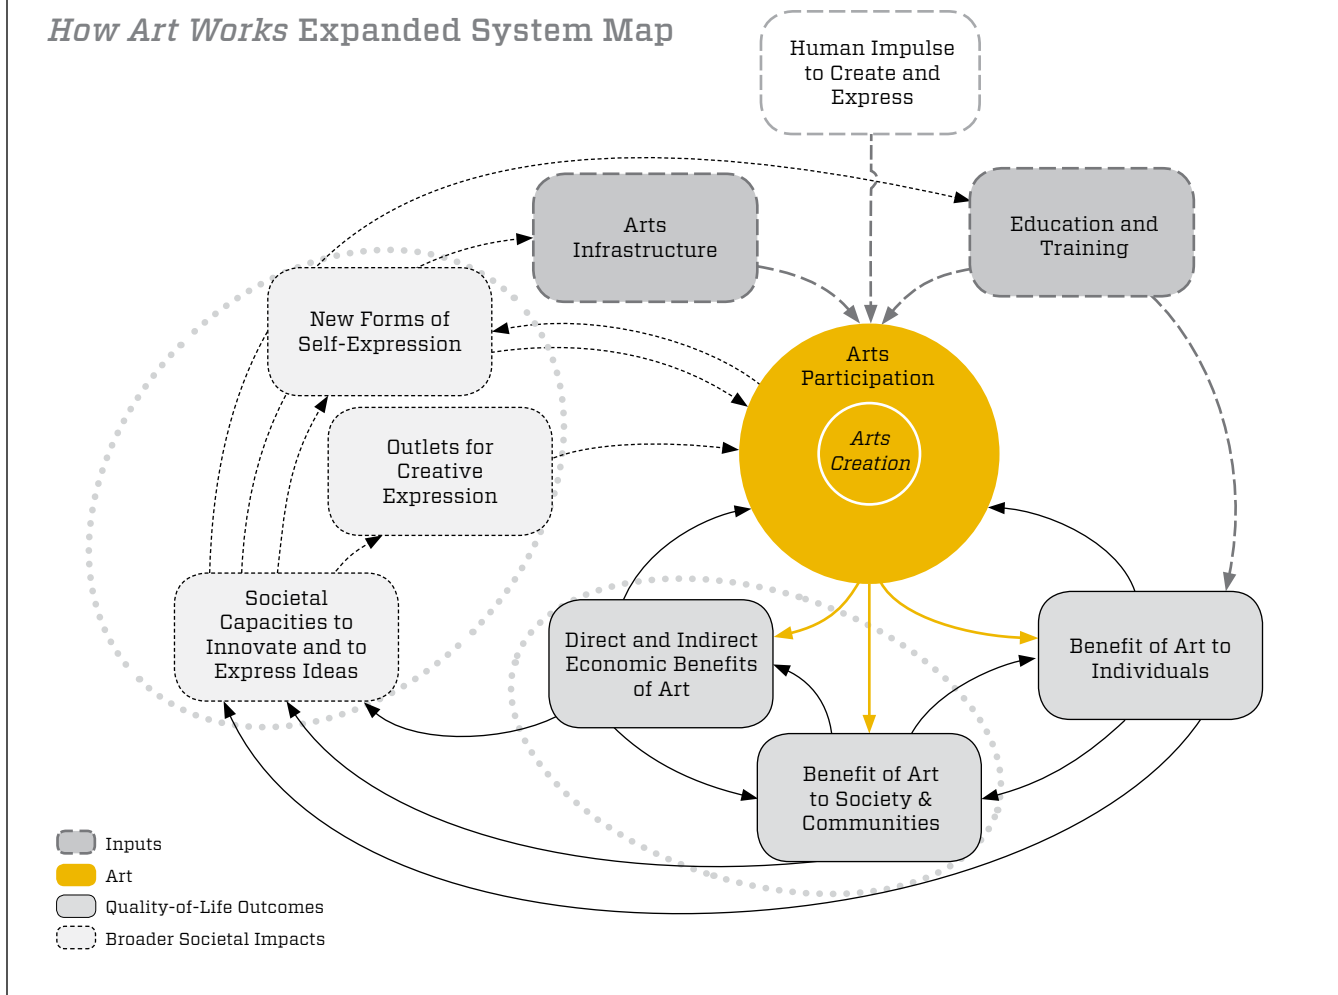 How Art Works Expanded System Map
Human Impulse
to Create and
Express
Arts
Infrastructure
Education and
Training
New Forms of
Self-Expression
Arts
Participation
Arts
Creation
Outlets for
Creative
Expression
Societal
Capacities to
Innovate and to
Express Ideas
Direct and Indirect
Economic Benefits
of Art
Benefit of Art to
Individuals
Benefit of Art
to Society &
Communities
Inputs
Art
Quality-of-Life Outcomes
Broader Societal Impacts